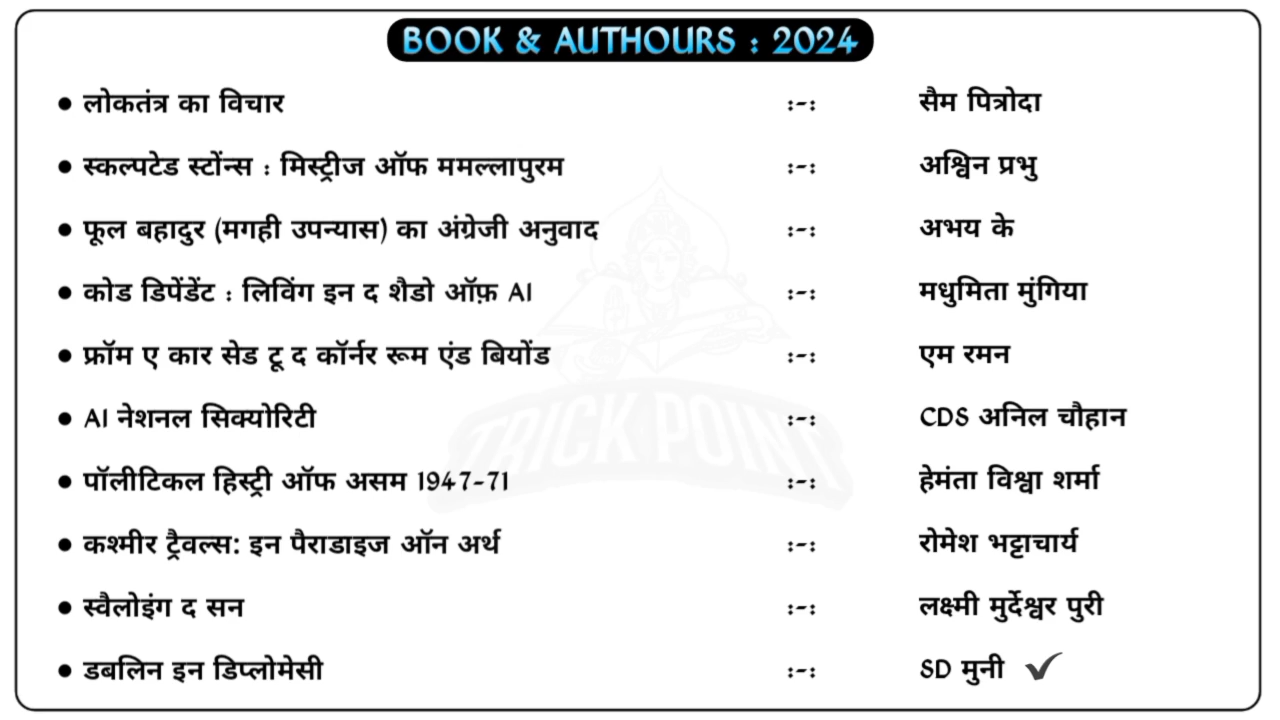 BOOK & AUTHOURS : 2024
• लोकतंत्र का विचार :-: सैम पित्रोदा
• स्कल्पटेड स्टोंन्स : मिस्ट्रीज ऑफ ममल्लापुरम :-: अश्विन प्रभु
• फूल बहादुर (मगही उपन्यास) का अंग्रेजी अनुवाद :-: अभय के
• कोड डिपेंडेंट : लिविंग इन द शैडो ऑफ़ AI :-: मधुमिता मुंगिया
• फ्रॉम ए कार सेड टू द कॉर्नर रूम एंड बियोंड :-: एम रमन
• AI नेशनल सिक्योरिटी :-: CDS अनिल चौहान
• पॉलीटिकल हिस्ट्री ऑफ असम 1947-71 :-: हेमंता विश्वा शर्मा
• कश्मीर ट्रैवल्स: इन पैराडाइज ऑन अर्थ :-: रोमेश भट्टाचार्य
• स्वैलोइंग द सन :-: लक्ष्मी मुर्देश्वर पुरी
• डबलिन इन डिप्लोमेसी :-: SD मुनी ✓
TRICK POINT